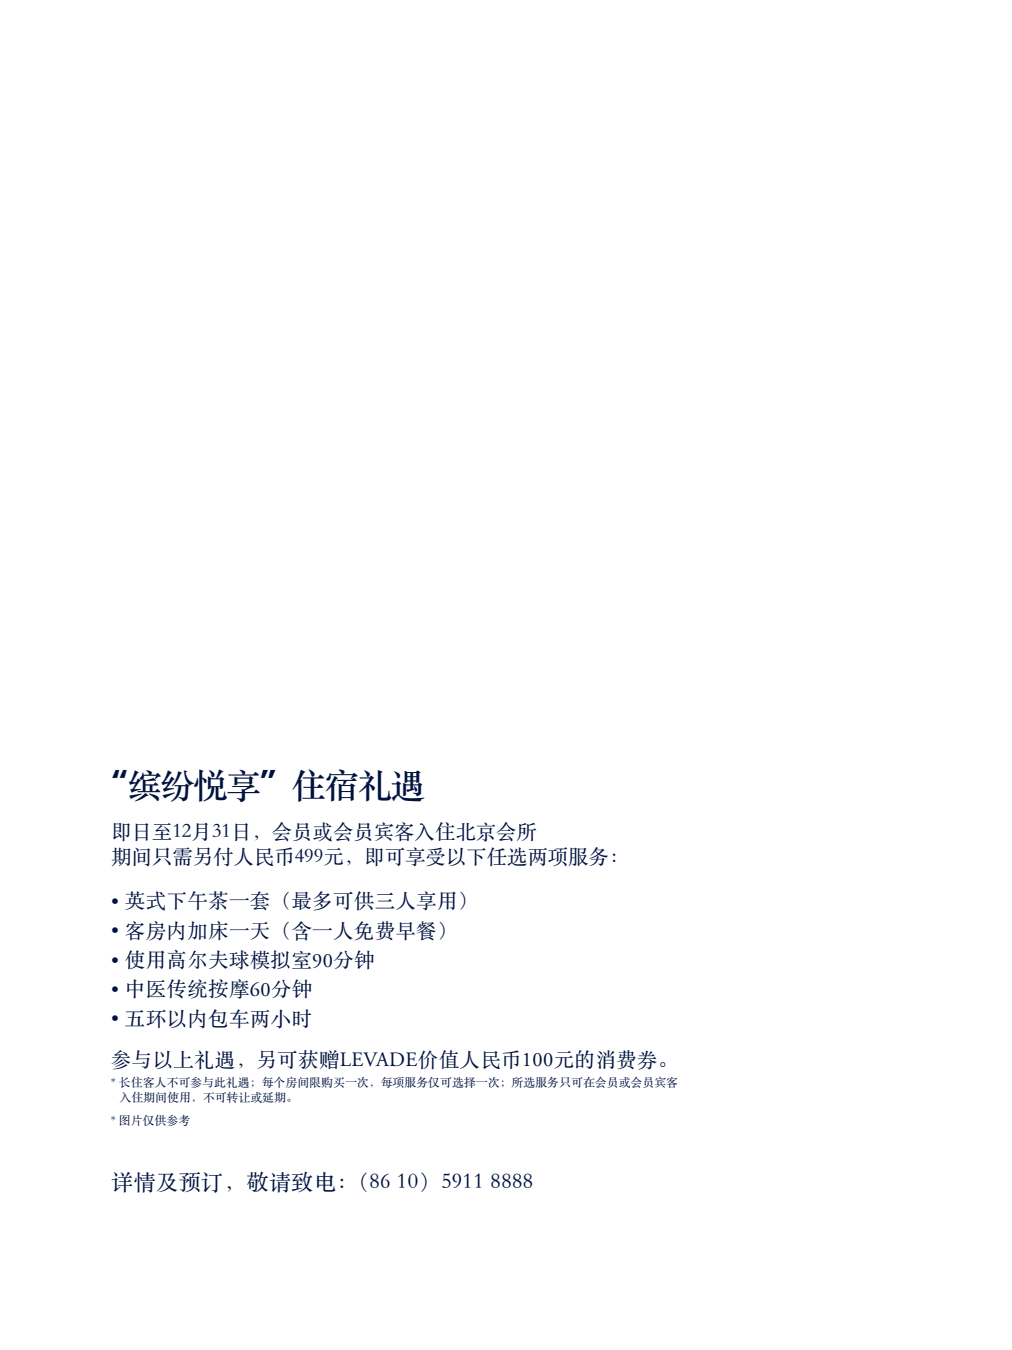 “缤纷悦享”住宿礼遇
即日至12月31日，会员或会员宾客入住北京会所
期间只需另付人民币499元，即可享受以下任选两项服务：
• 英式下午茶一套（最多可供三人享用）
• 客房内加床一天（含一人免费早餐）
• 使用高尔夫球模拟室90分钟
• 中医传统按摩60分钟
• 五环以内包车两小时
参与以上礼遇，另可获赠LEVADE价值人民币100元的消费券。
* 长住客人不可参与此礼遇；每个房间限购买一次，每项服务仅可选择一次；所选服务只可在会员或会员宾客
入住期间使用，不可转让或延期。
* 图片仅供参考
详情及预订，敬请致电：（86 10）5911 8888